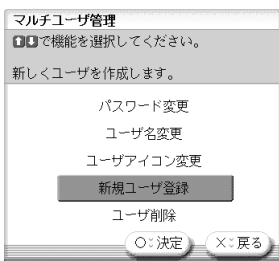 マルチユーザ管理
⬆⬇で機能を選択してください。
新しくユーザを作成します。
パスワード変更
ユーザ名変更
ユーザアイコン変更
新規ユーザ登録
ユーザ削除
○:決定 ×:戻る